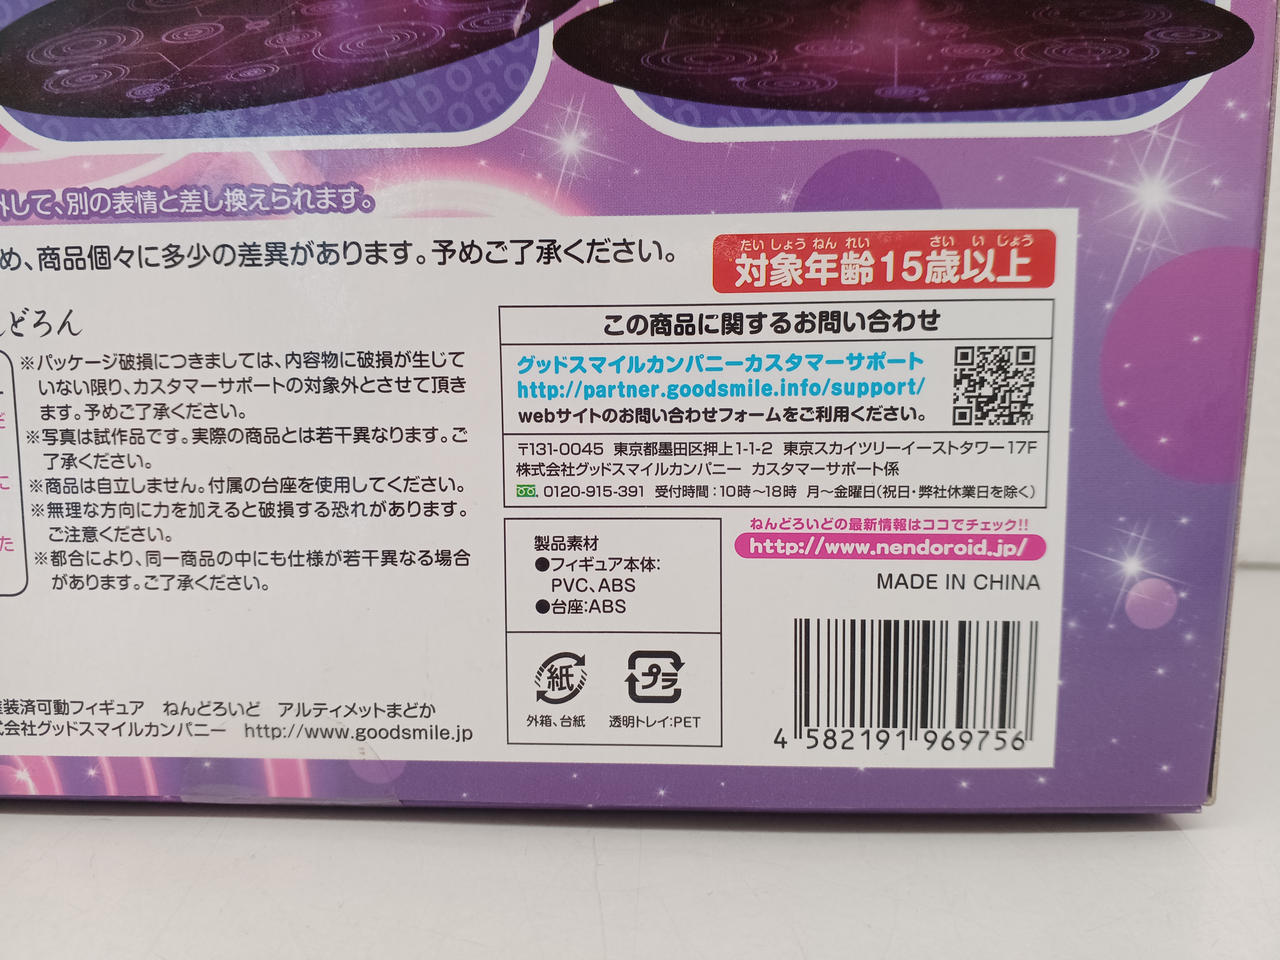 外して、別の表情と差し換えられます。
め、商品個々に多少の差異があります。予めご了承ください。
たいしょうねんれい さいいじょう
対象年齢15歳以上
どろん
※パッケージ破損につきましては、内容物に破損が生じて
いない限り、カスタマーサポートの対象外とさせて頂き
ます。予めご了承ください。
※写真は試作品です。実際の商品とは若干異なります。ご
了承ください。
※商品は自立しません。付属の台座を使用してください。
※無理な方向に力を加えると破損する恐れがあります。
ご注意ください。
※都合により、同一商品の中にも仕様が若干異なる場合
があります。ご了承ください。
に
た
この商品に関するお問い合わせ
グッドスマイルカンパニーカスタマーサポート
http://partner.goodsmile.info/support/
webサイトのお問い合わせフォームをご利用ください。
〒131-0045 東京都墨田区押上1-1-2 東京スカイツリーイーストタワー17F
株式会社グッドスマイルカンパニー カスタマーサポート係
0120-915-391 受付時間：10時〜18時 月〜金曜日(祝日・弊社休業日を除く)
製品素材
●フィギュア本体:
PVC、ABS
●台座:ABS
紙
外箱、台紙
プラ
透明トレイ:PET
ねんどろいどの最新情報はココでチェック!!
http://www.nendoroid.jp/
MADE IN CHINA
4 582191 969756
塗装済可動フィギュア ねんどろいど アルティメットまどか
式会社グッドスマイルカンパニー http://www.goodsmile.jp